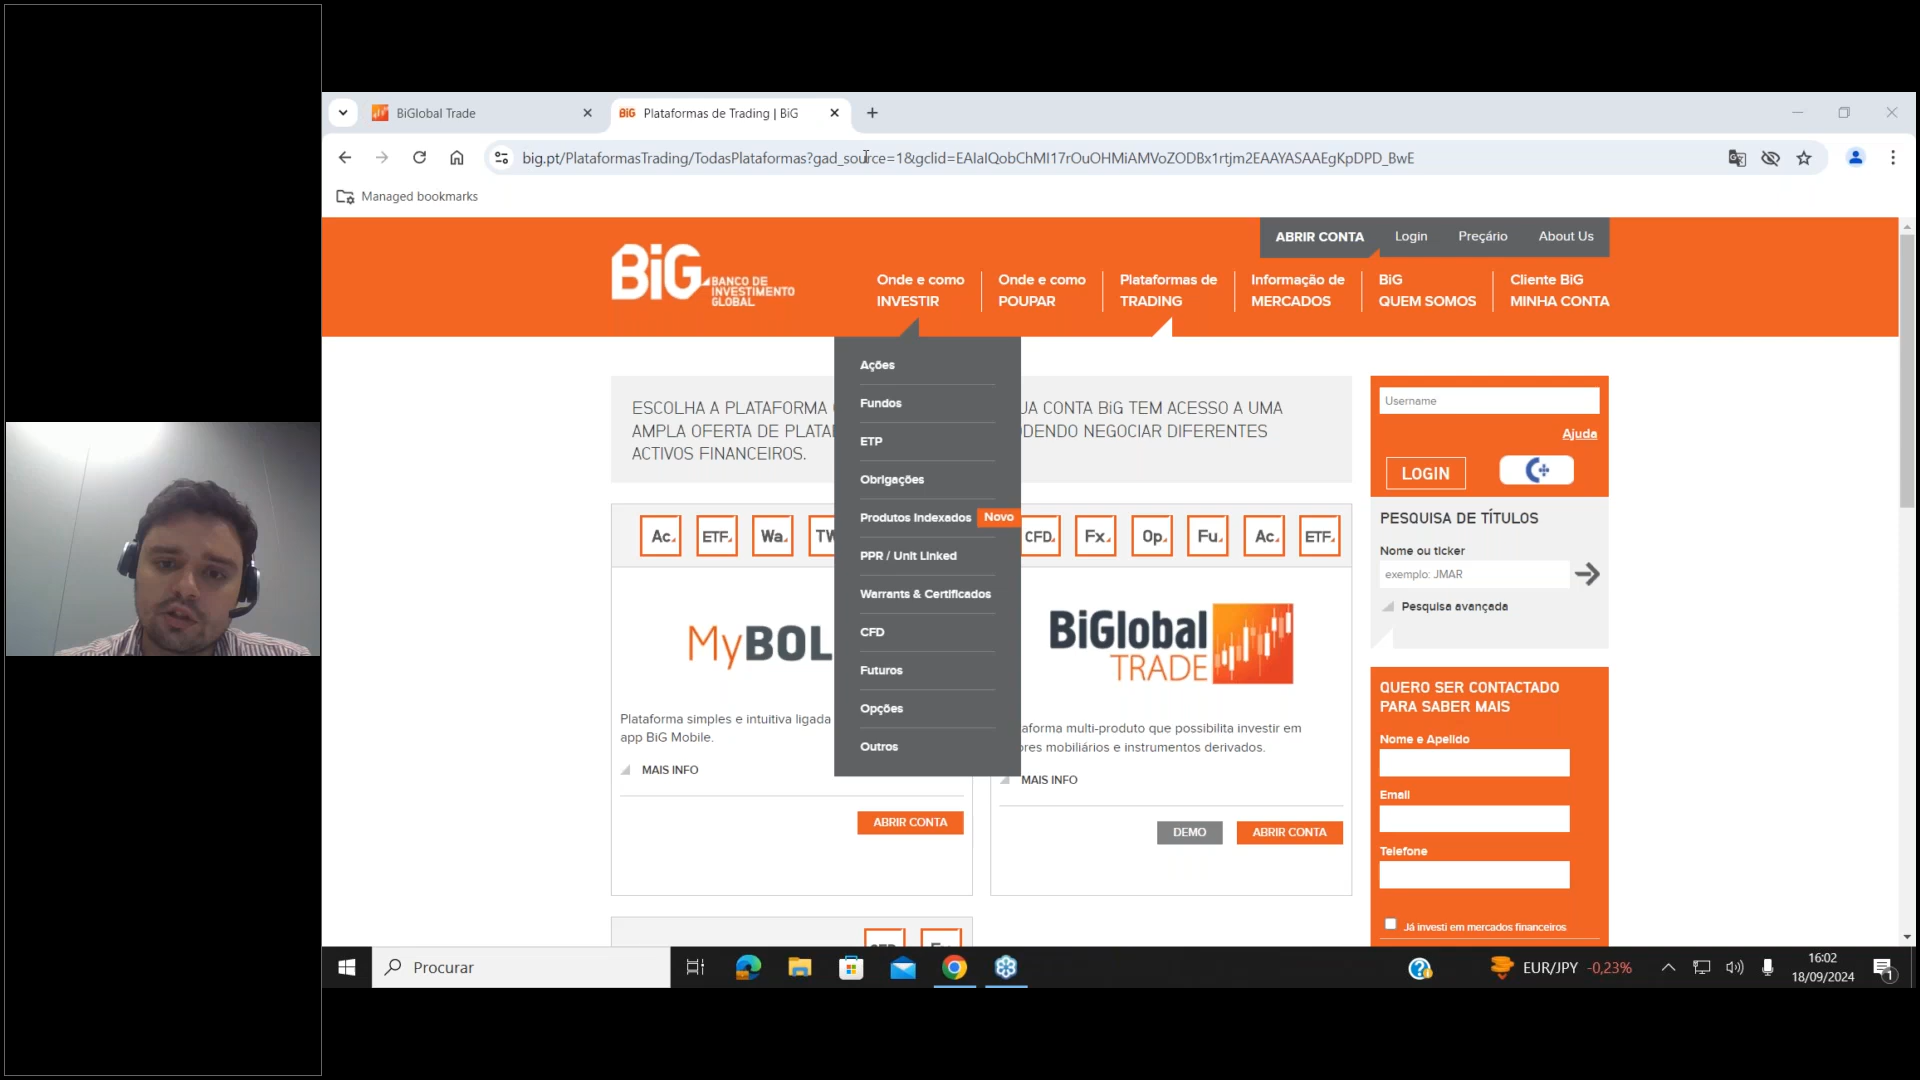 BiGlobal Trade
BiG Plataformas de Trading | BiG
big.pt/PlataformasTrading/TodasPlataformas?gad_source=1&gclid=EAIaIQobChMI17rOuOHMiAMVoZODBx1rtjm2EAAYASAAEgKpDPD_BwE
Managed bookmarks
ABRIR CONTA
Login
Preçário
About Us
BiG BANCO DE
INVESTIMENTO
GLOBAL
Onde e como
INVESTIR
Onde e como
POUPAR
Plataformas de
TRADING
Informação de
MERCADOS
BiG
QUEM SOMOS
Cliente BiG
MINHA CONTA
Ações
Fundos
ETP
Obrigações
Produtos Indexados Novo
PPR / Unit Linked
Warrants & Certificados
CFD
Futuros
Opções
Outros
ESCOLHA A PLATAFORMA
UA CONTA BiG TEM ACESSO A UMA
AMPLA OFERTA DE PLATA
ODENDO NEGOCIAR DIFERENTES
ACTIVOS FINANCEIROS.
Ac. ETF. Wa. TW
CFD. Fx. Op. Fu. Ac. ETF.
MyBOL
Plataforma simples e intuitiva ligada
app BiG Mobile.
MAIS INFO
ABRIR CONTA
BiGlobal
TRADE
aforma multi-produto que possibilita investir em
ores mobiliários e instrumentos derivados.
MAIS INFO
DEMO
ABRIR CONTA
Username
Ajuda
LOGIN
PESQUISA DE TÍTULOS
Nome ou ticker
exemplo: JMAR
Pesquisa avançada
QUERO SER CONTACTADO
PARA SABER MAIS
Nome e Apelido
Email
Telefone
Já investi em mercados financeiros
Procurar
EUR/JPY -0,23%
16:02
18/09/2024
1